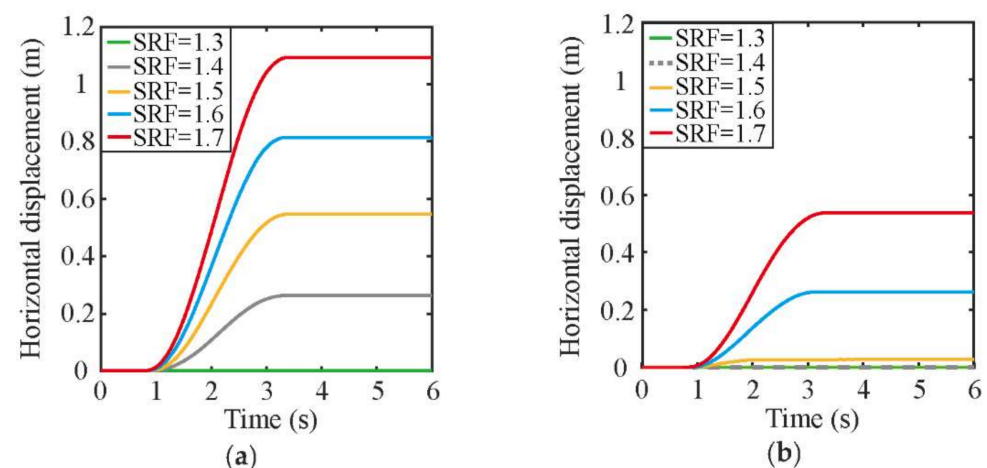 1.2
1
0.8
0.6
0.4
0.2
0
Horizontal displacement (m)
SRF=1.3
SRF=1.4
SRF=1.5
SRF=1.6
SRF=1.7
0 1 2 3 4 5 6
Time (s)
(a)
1.2
1
0.8
0.6
0.4
0.2
0
Horizontal displacement (m)
SRF=1.3
SRF=1.4
SRF=1.5
SRF=1.6
SRF=1.7
0 1 2 3 4 5 6
Time (s)
(b)